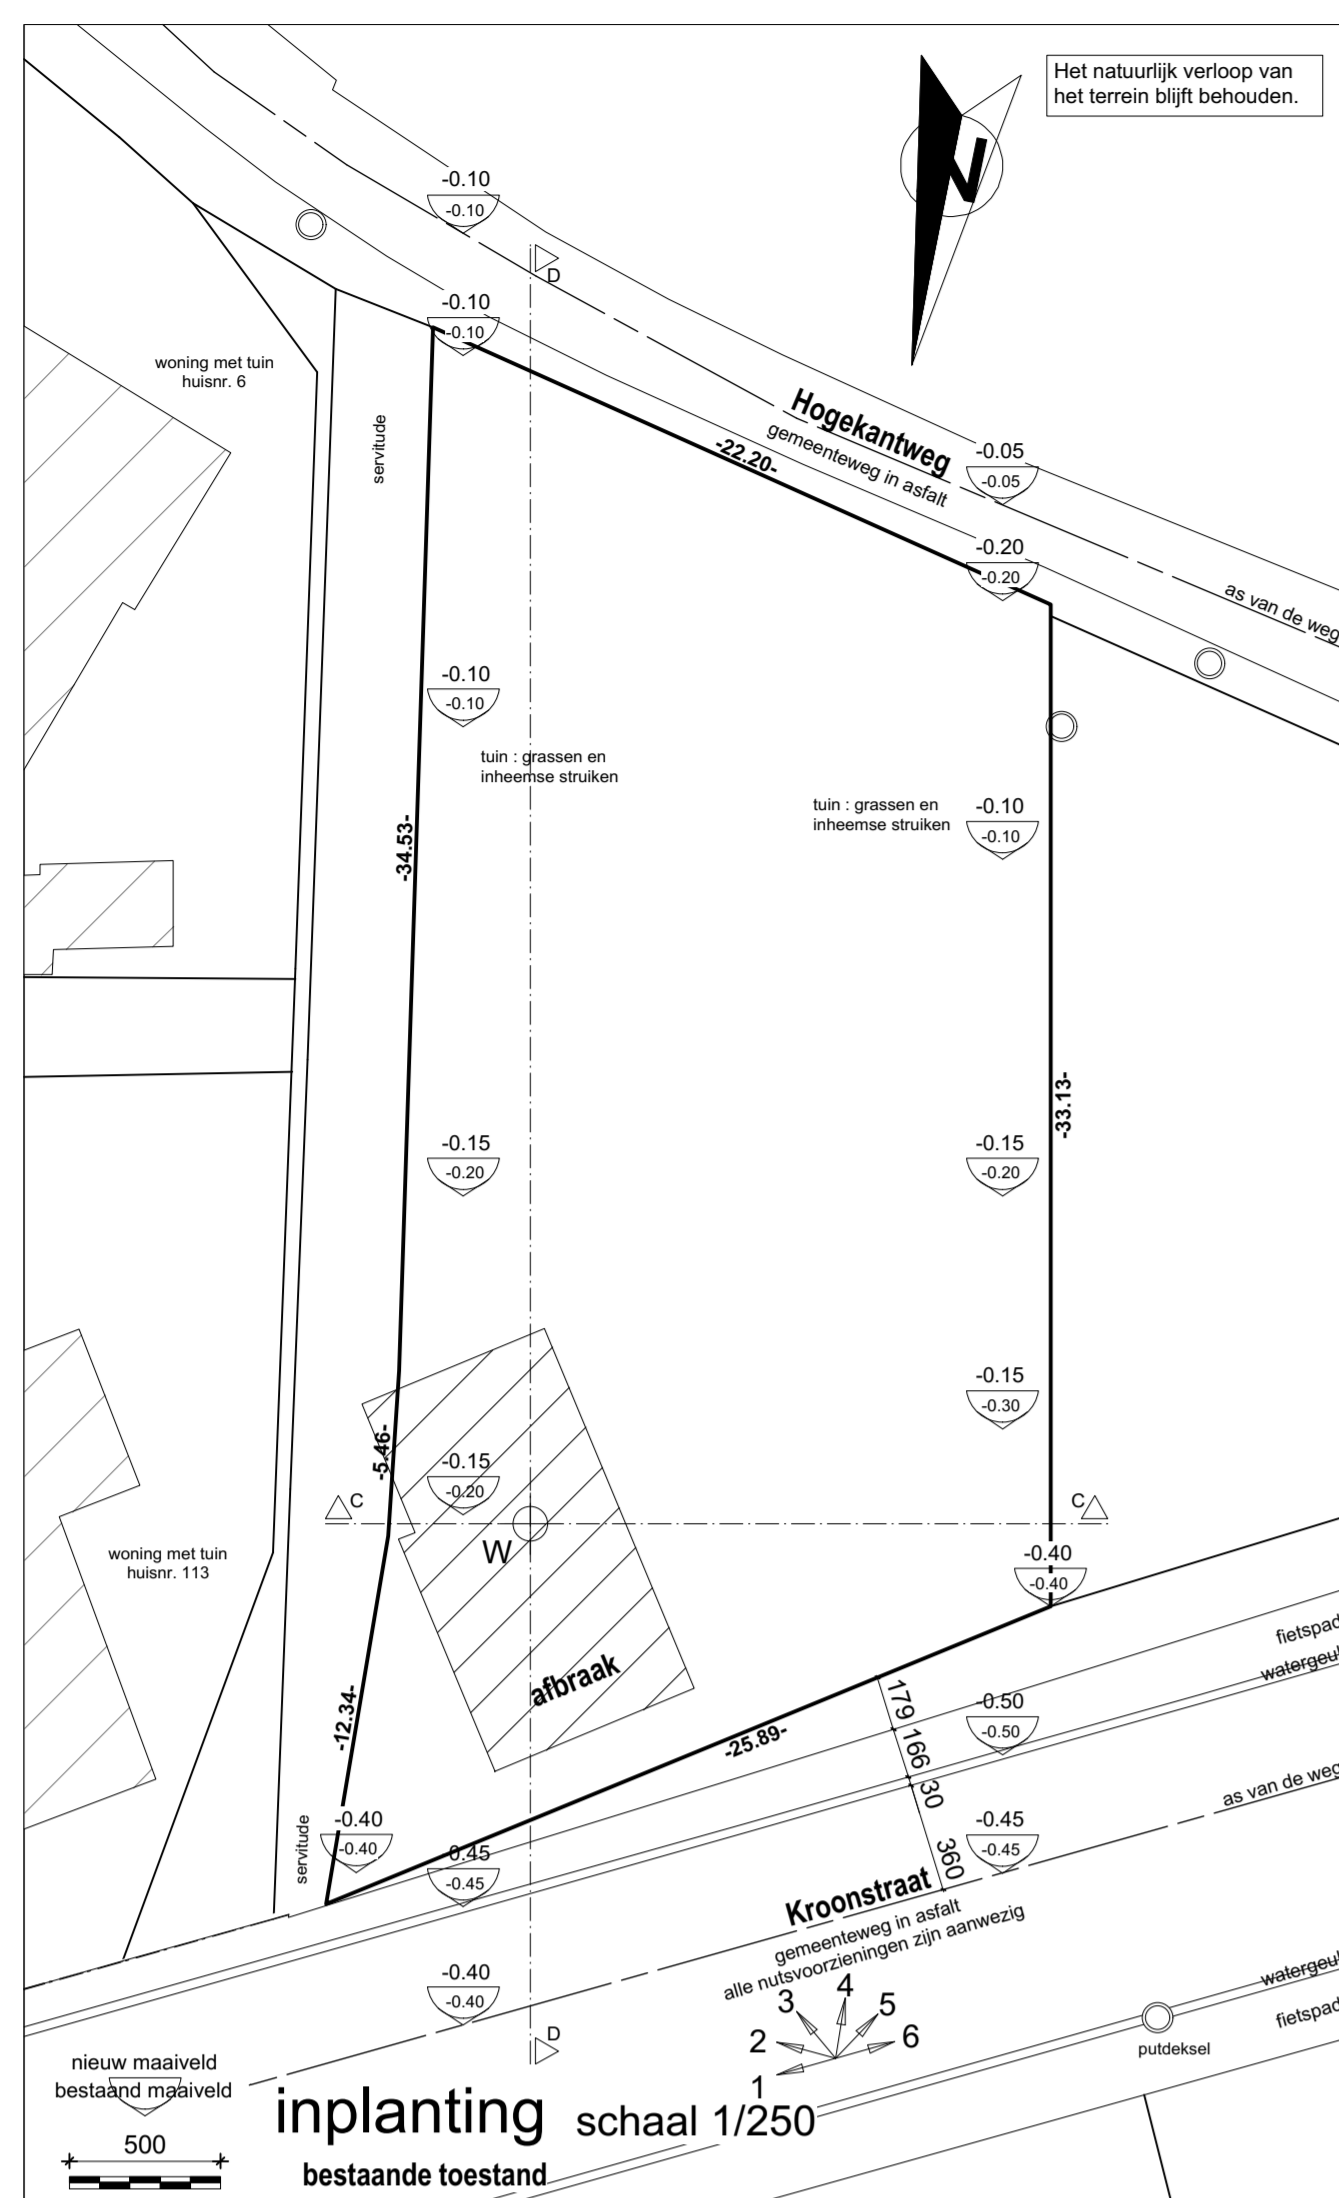 Het natuurlijk verloop van
het terrein blijft behouden.
N
-0.10
-0.10
D
-0.10
-0.10
woning met tuin
huisnr. 6
servitude
Hogekantweg
gemeenteweg in asfalt
-22.20-
-0.05
-0.05
-0.20
-0.20
as van de weg
-0.10
-0.10
tuin : grassen en
inheemse struiken
tuin : grassen en
inheemse struiken
-0.10
-0.10
-34.53-
-33.13-
-0.15
-0.20
-0.15
-0.20
-0.15
-0.30
-5.46-
-0.15
-0.20
C
C
W
woning met tuin
huisnr. 113
-0.40
-0.40
afbraak
fietspad
watergeul
-12.34-
-25.89-
179
166
30
360
-0.50
-0.50
as van de weg
servitude
-0.40
-0.40
-0.45
-0.45
-0.45
-0.45
Kroonstraat
gemeenteweg in asfalt
alle nutsvoorzieningen zijn aanwezig
-0.40
-0.40
D
1
2
3
4
5
6
watergeul
fietspad
putdeksel
nieuw maaiveld
bestaand maaiveld
500
inplanting schaal 1/250
bestaande toestand